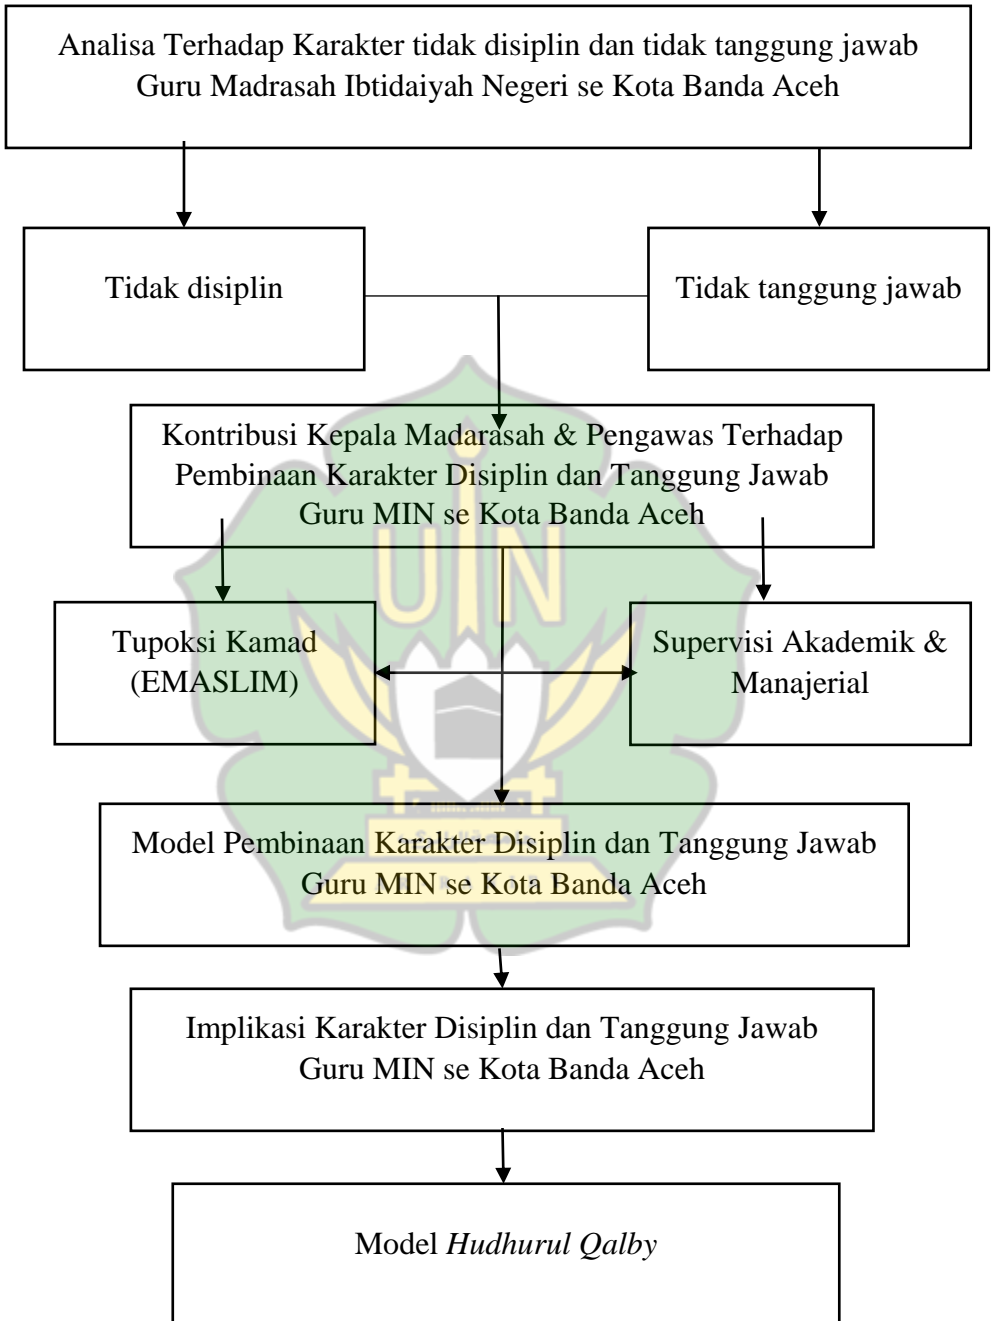 Analisa Terhadap Karakter tidak disiplin dan tidak tanggung jawab
Guru Madrasah Ibtidaiyah Negeri se Kota Banda Aceh
Tidak disiplin
Tidak tanggung jawab
Kontribusi Kepala Madarasah & Pengawas Terhadap
Pembinaan Karakter Disiplin dan Tanggung Jawab
Guru MIN se Kota Banda Aceh
UIN
Tupoksi Kamad
(EMASLIM)
Supervisi Akademik &
Manajerial
Model Pembinaan Karakter Disiplin dan Tanggung Jawab
Guru MIN se Kota Banda Aceh
Implikasi Karakter Disiplin dan Tanggung Jawab
Guru MIN se Kota Banda Aceh
Model Hudhurul Qalby